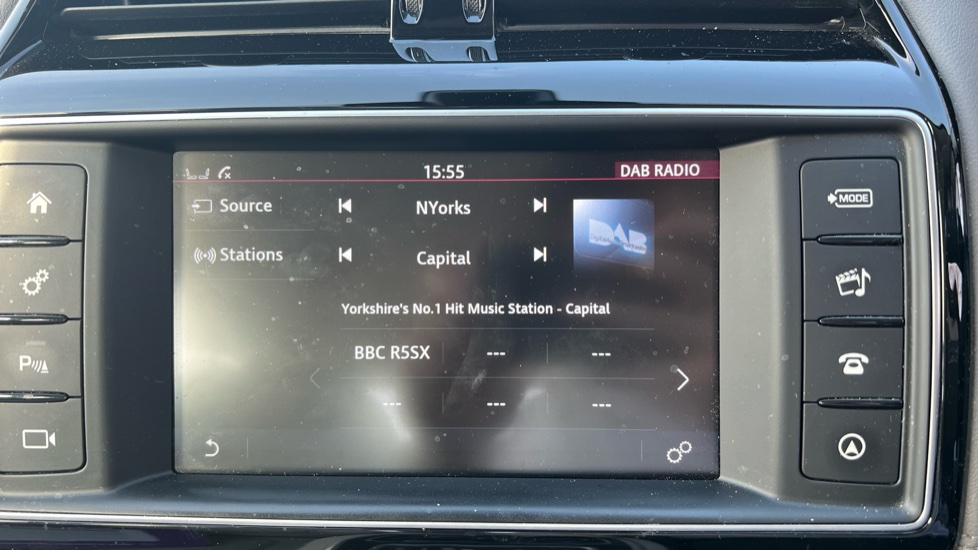 15:55 DAB RADIO
Source NYorks
Stations Capital
DAB
Yorkshire's No.1 Hit Music Station - Capital
BBC R5SX --- ---
--- --- ---
MODE
P